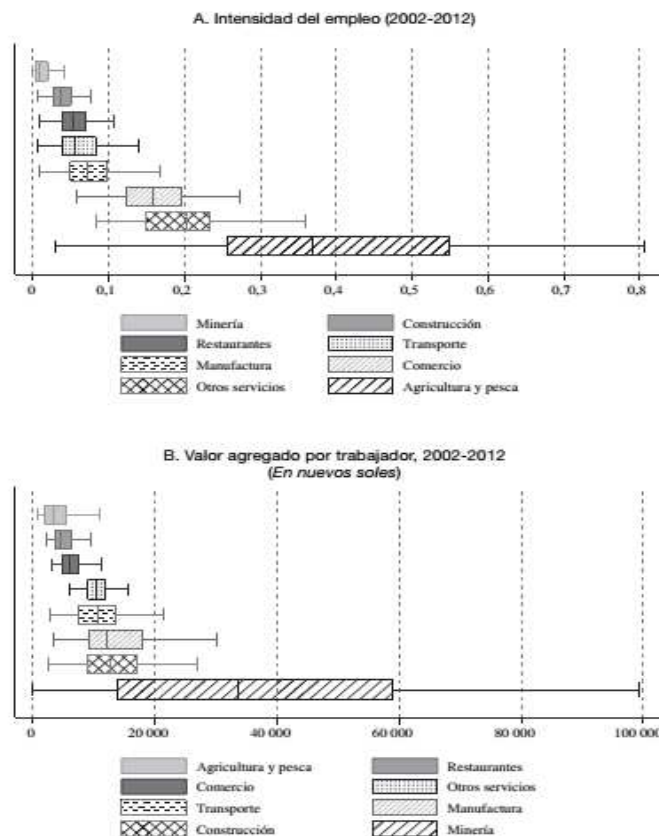 A. Intensidad del empleo (2002-2012)
0 0,1 0,2 0,3 0,4 0,5 0,6 0,7 0,8
Minería Construcción
Restaurantes Transporte
Manufactura Comercio
Otros servicios Agricultura y pesca
B. Valor agregado por trabajador, 2002-2012
(En nuevos soles)
0 20 000 40 000 60 000 80 000 100 000
Agricultura y pesca Restaurantes
Comercio Otros servicios
Transporte Manufactura
Construcción Minería